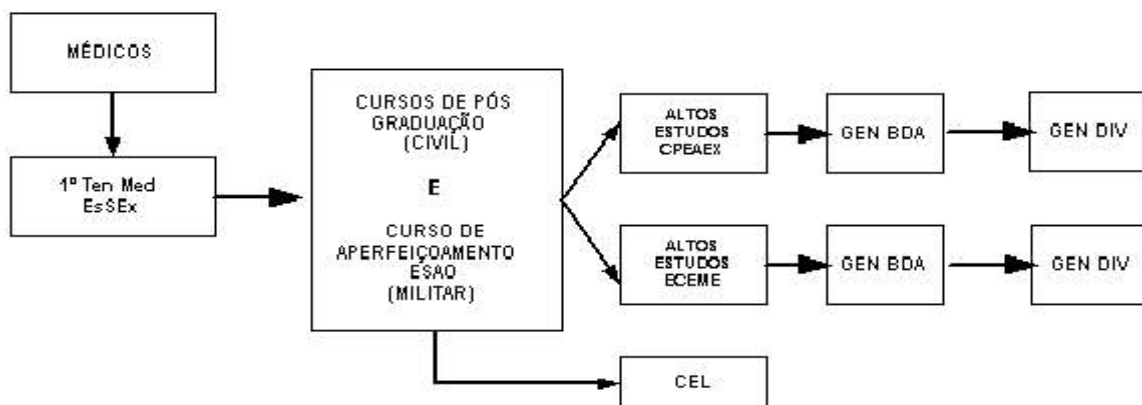 MÉDICOS
1º Ten Med
EsSEx
CURSOS DE PÓS
GRADUAÇÃO
(CIVIL)
E
CURSO DE
APERFEIÇOAMENTO
ESAO
(MILITAR)
ALTOS
ESTUDOS
CPEAEX
GEN BDA
GEN DIV
ALTOS
ESTUDOS
ECEME
GEN BDA
GEN DIV
CEL